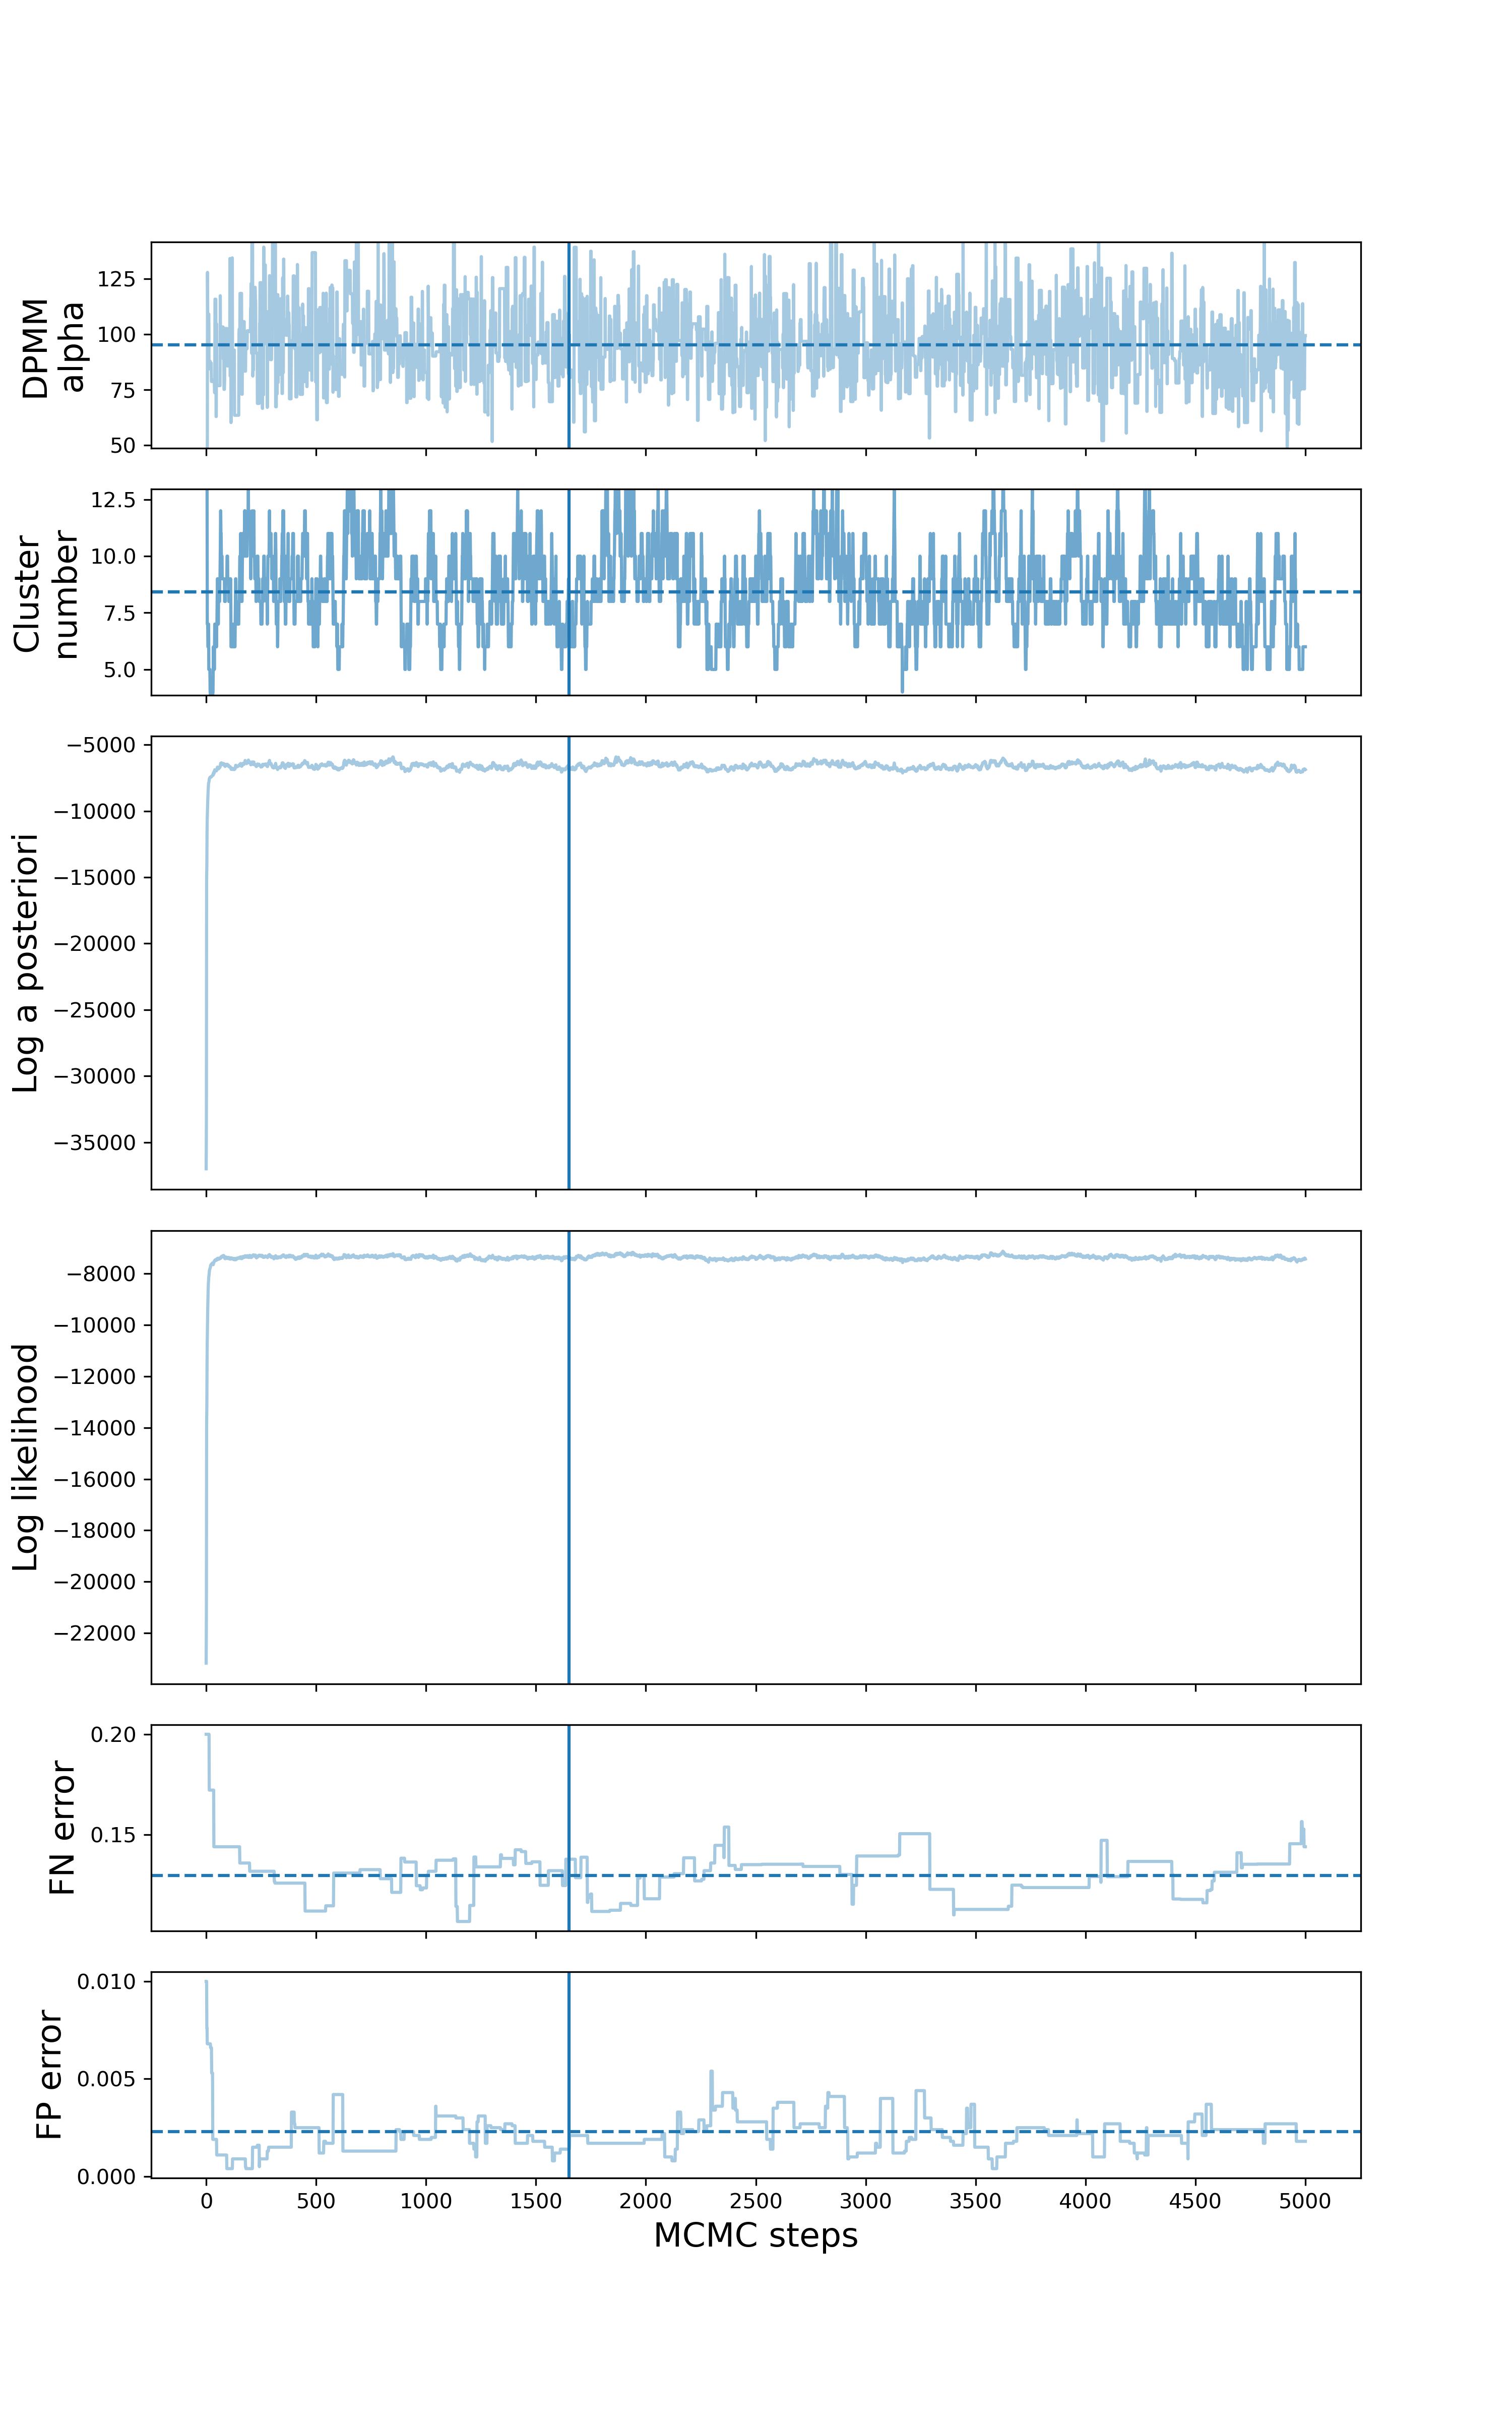 DPMM
alpha
125
100
75
50
Cluster
number
12.5
10.0
7.5
5.0
Log a posteriori
−5000
−10000
−15000
−20000
−25000
−30000
−35000
Log likelihood
−8000
−10000
−12000
−14000
−16000
−18000
−20000
−22000
FN error
0.20
0.15
FP error
0.010
0.005
0.000
0 500 1000 1500 2000 2500 3000 3500 4000 4500 5000
MCMC steps